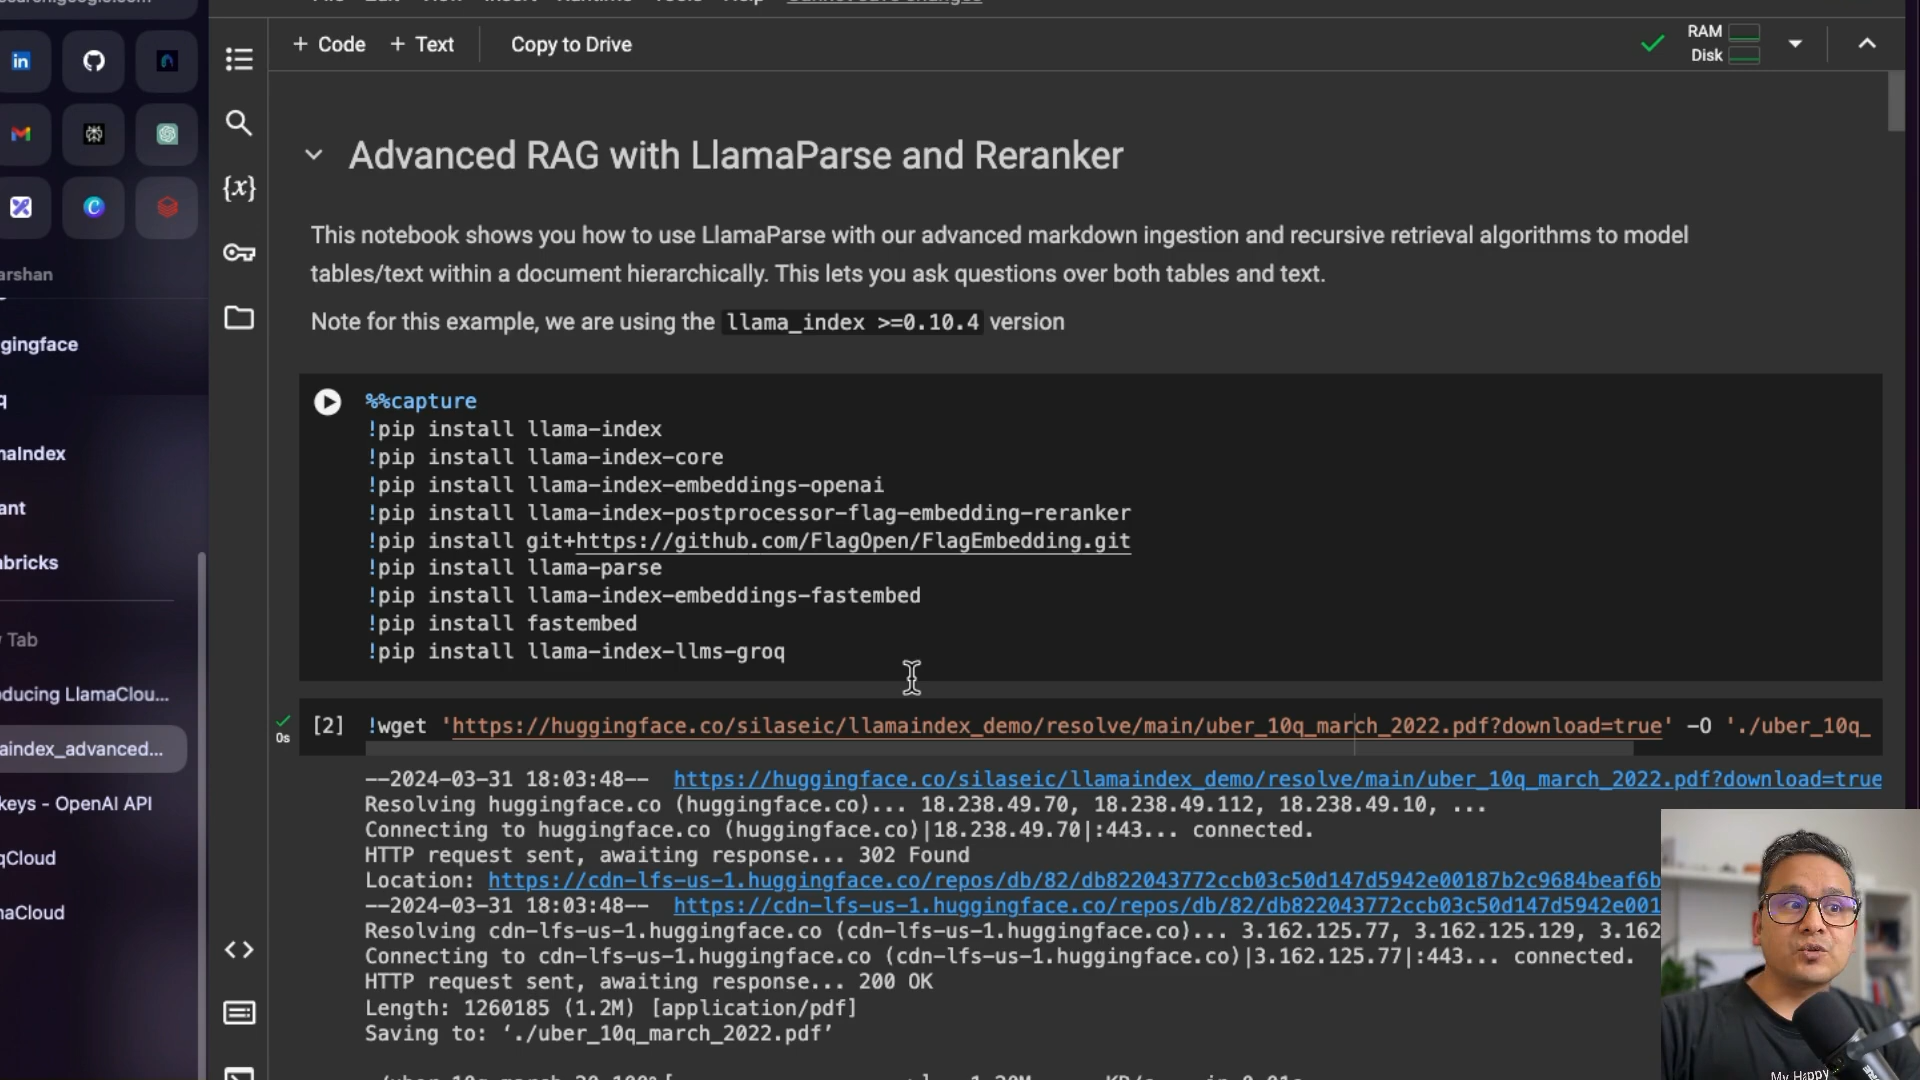 + Code + Text Copy to Drive
RAM
Disk
Advanced RAG with LlamaParse and Reranker
This notebook shows you how to use LlamaParse with our advanced markdown ingestion and recursive retrieval algorithms to model
tables/text within a document hierarchically. This lets you ask questions over both tables and text.
Note for this example, we are using the llama_index >=0.10.4 version
%%capture
!pip install llama-index
!pip install llama-index-core
!pip install llama-index-embeddings-openai
!pip install llama-index-postprocessor-flag-embedding-reranker
!pip install git+https://github.com/FlagOpen/FlagEmbedding.git
!pip install llama-parse
!pip install llama-index-embeddings-fastembed
!pip install fastembed
!pip install llama-index-llms-groq
0s
[2] !wget 'https://huggingface.co/silaseic/llamaindex_demo/resolve/main/uber_10q_march_2022.pdf?download=true' -O './uber_10q_
--2024-03-31 18:03:48-- https://huggingface.co/silaseic/llamaindex_demo/resolve/main/uber_10q_march_2022.pdf?download=true
Resolving huggingface.co (huggingface.co)... 18.238.49.70, 18.238.49.112, 18.238.49.10, ...
Connecting to huggingface.co (huggingface.co)|18.238.49.70|:443... connected.
HTTP request sent, awaiting response... 302 Found
Location: https://cdn-lfs-us-1.huggingface.co/repos/db/82/db822043772ccb03c50d147d5942e00187b2c9684beaf6b
--2024-03-31 18:03:48-- https://cdn-lfs-us-1.huggingface.co/repos/db/82/db822043772ccb03c50d147d5942e001
Resolving cdn-lfs-us-1.huggingface.co (cdn-lfs-us-1.huggingface.co)... 3.162.125.77, 3.162.125.129, 3.162
Connecting to cdn-lfs-us-1.huggingface.co (cdn-lfs-us-1.huggingface.co)|3.162.125.77|:443... connected.
HTTP request sent, awaiting response... 200 OK
Length: 1260185 (1.2M) [application/pdf]
Saving to: ‘./uber_10q_march_2022.pdf’
arshan
gingface
q
naIndex
ant
bricks
Tab
ducing LlamaClou...
aindex_advanced...
keys - OpenAI API
qCloud
naCloud
My Happy